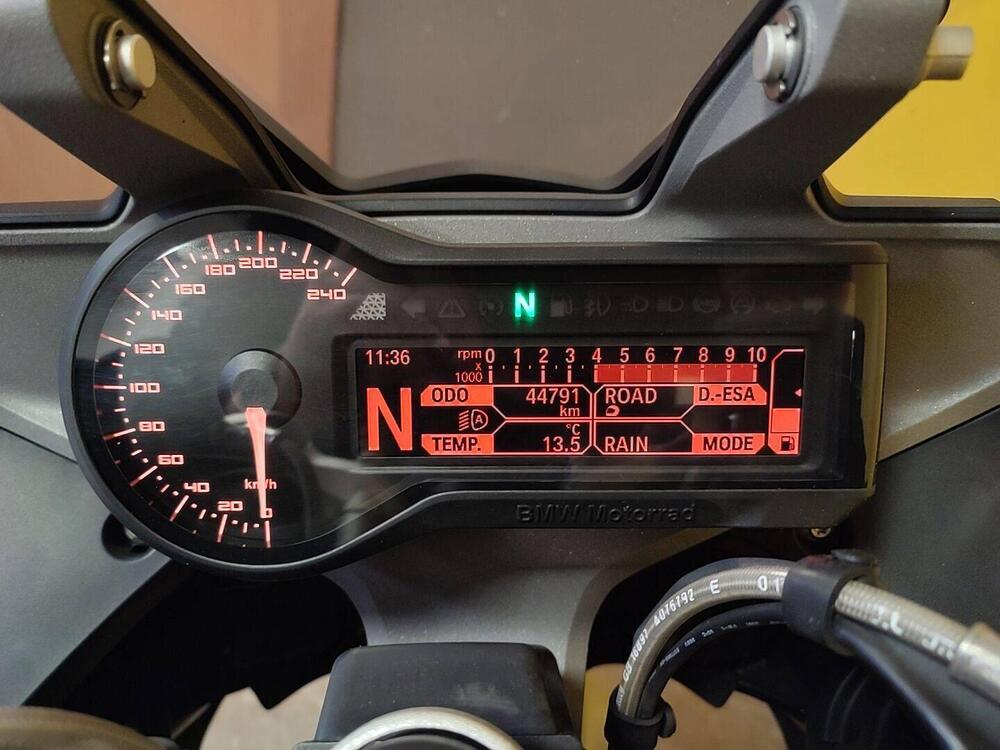 240
220
200
180
160
140
120
100
80
60
40
20
0
km/h
N
11:36
rpm x 1000
0 1 2 3 4 5 6 7 8 9 10
N
ODO 44791 km
ROAD D.-ESA
A
TEMP. °C 13.5
RAIN MODE
BMW Motorrad
4076792 E 01